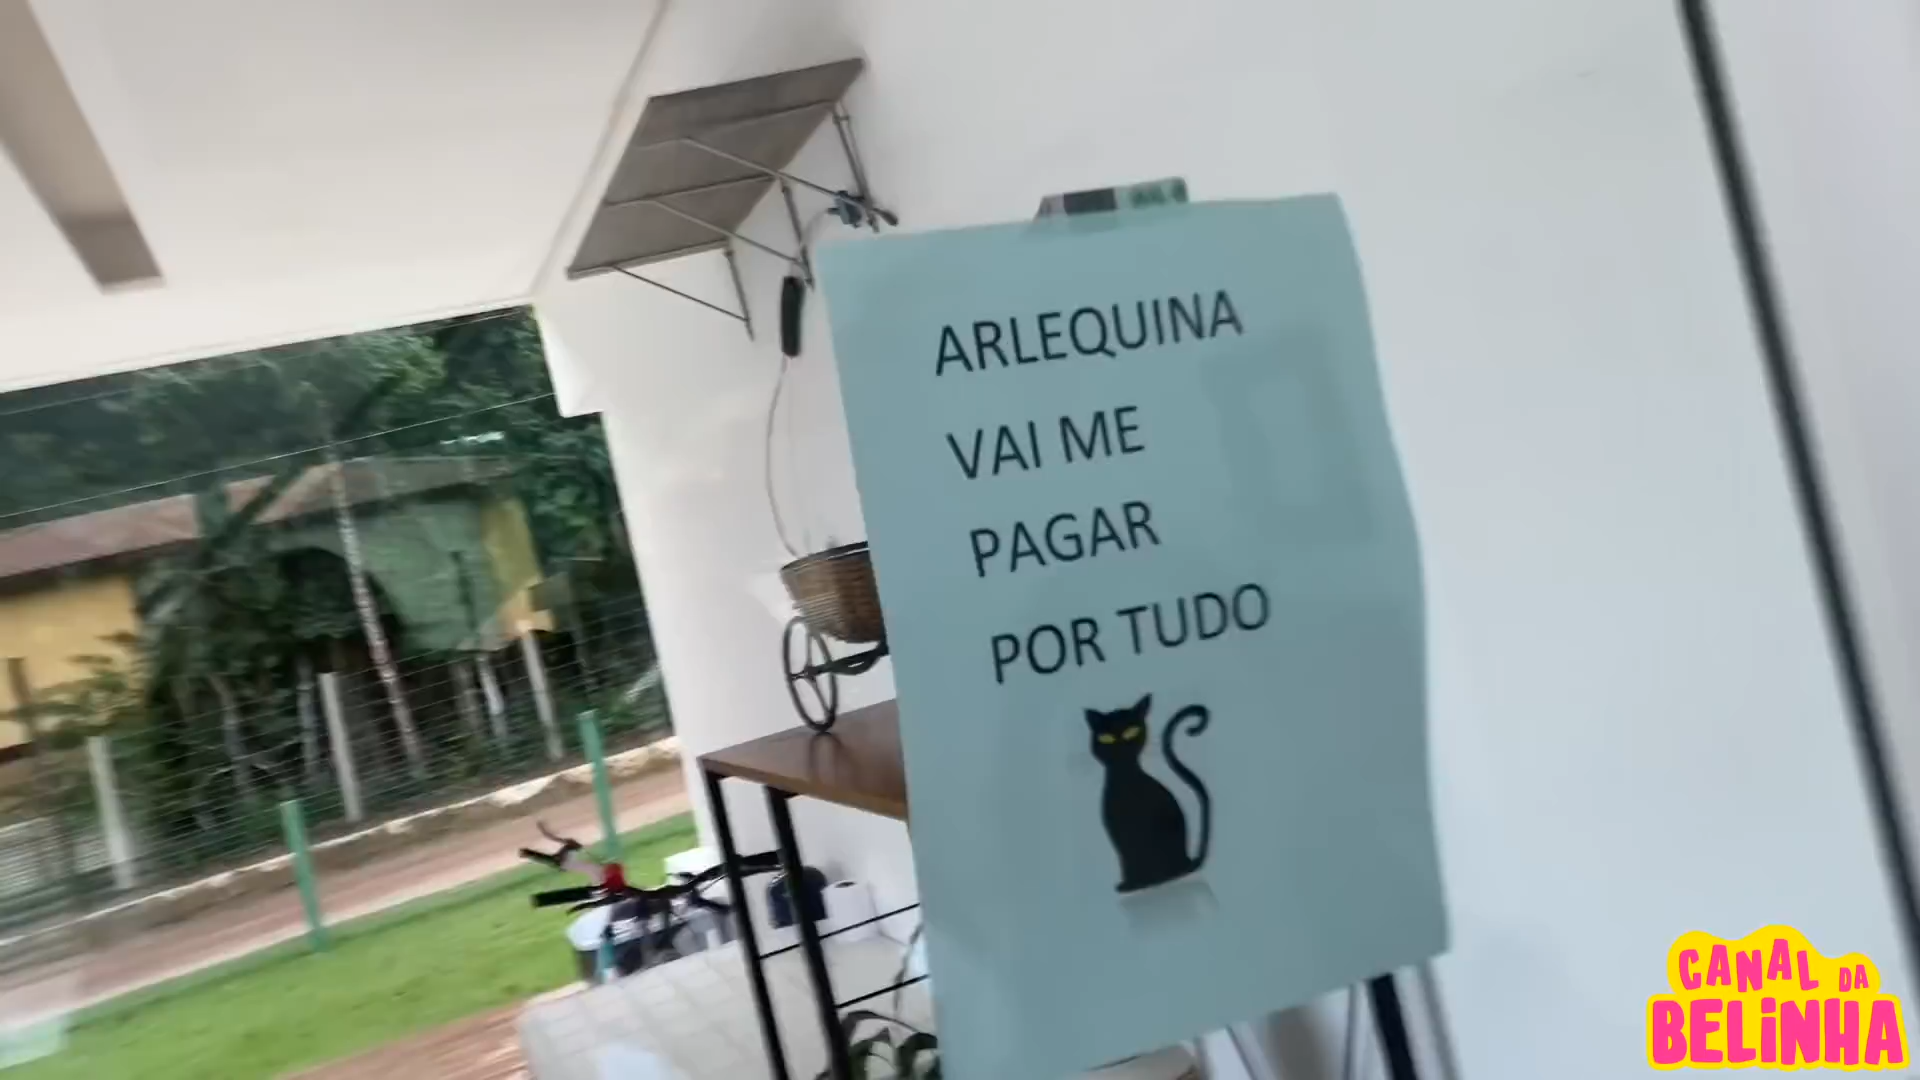 ARLEQUINA
VAI ME
PAGAR
POR TUDO
CANAL DA
BELINHA